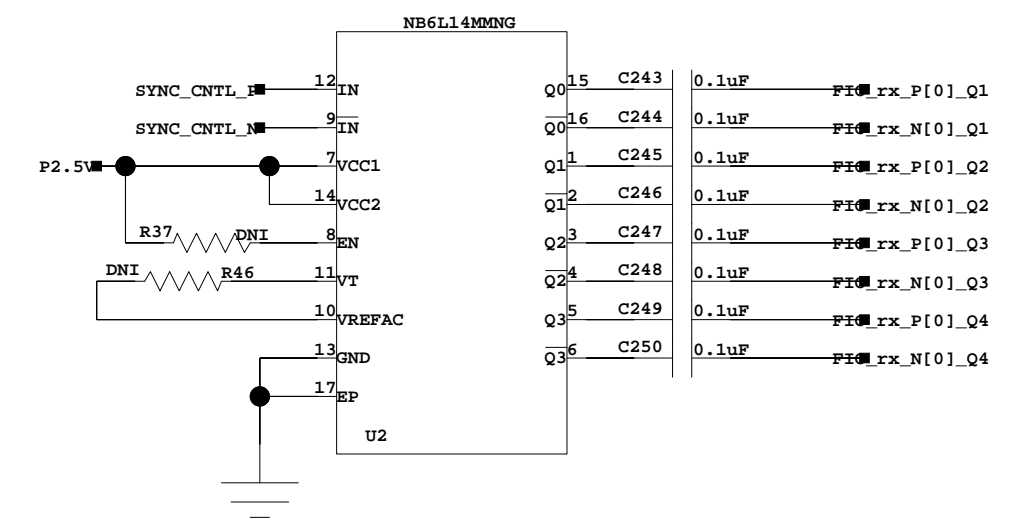 NB6L14MMNG
SYNC_CNTL_P 12 IN Q0 15 C243 0.1uF FIO_rx_P[0]_Q1
SYNC_CNTL_N 9 IN Q0 16 C244 0.1uF FIO_rx_N[0]_Q1
P2.5V 7 VCC1 Q1 1 C245 0.1uF FIO_rx_P[0]_Q2
14 VCC2 Q1 2 C246 0.1uF FIO_rx_N[0]_Q2
R37 DNI 8 EN Q2 3 C247 0.1uF FIO_rx_P[0]_Q3
DNI R46 11 VT Q2 4 C248 0.1uF FIO_rx_N[0]_Q3
10 VREFAC Q3 5 C249 0.1uF FIO_rx_P[0]_Q4
13 GND Q3 6 C250 0.1uF FIO_rx_N[0]_Q4
17 EP
U2